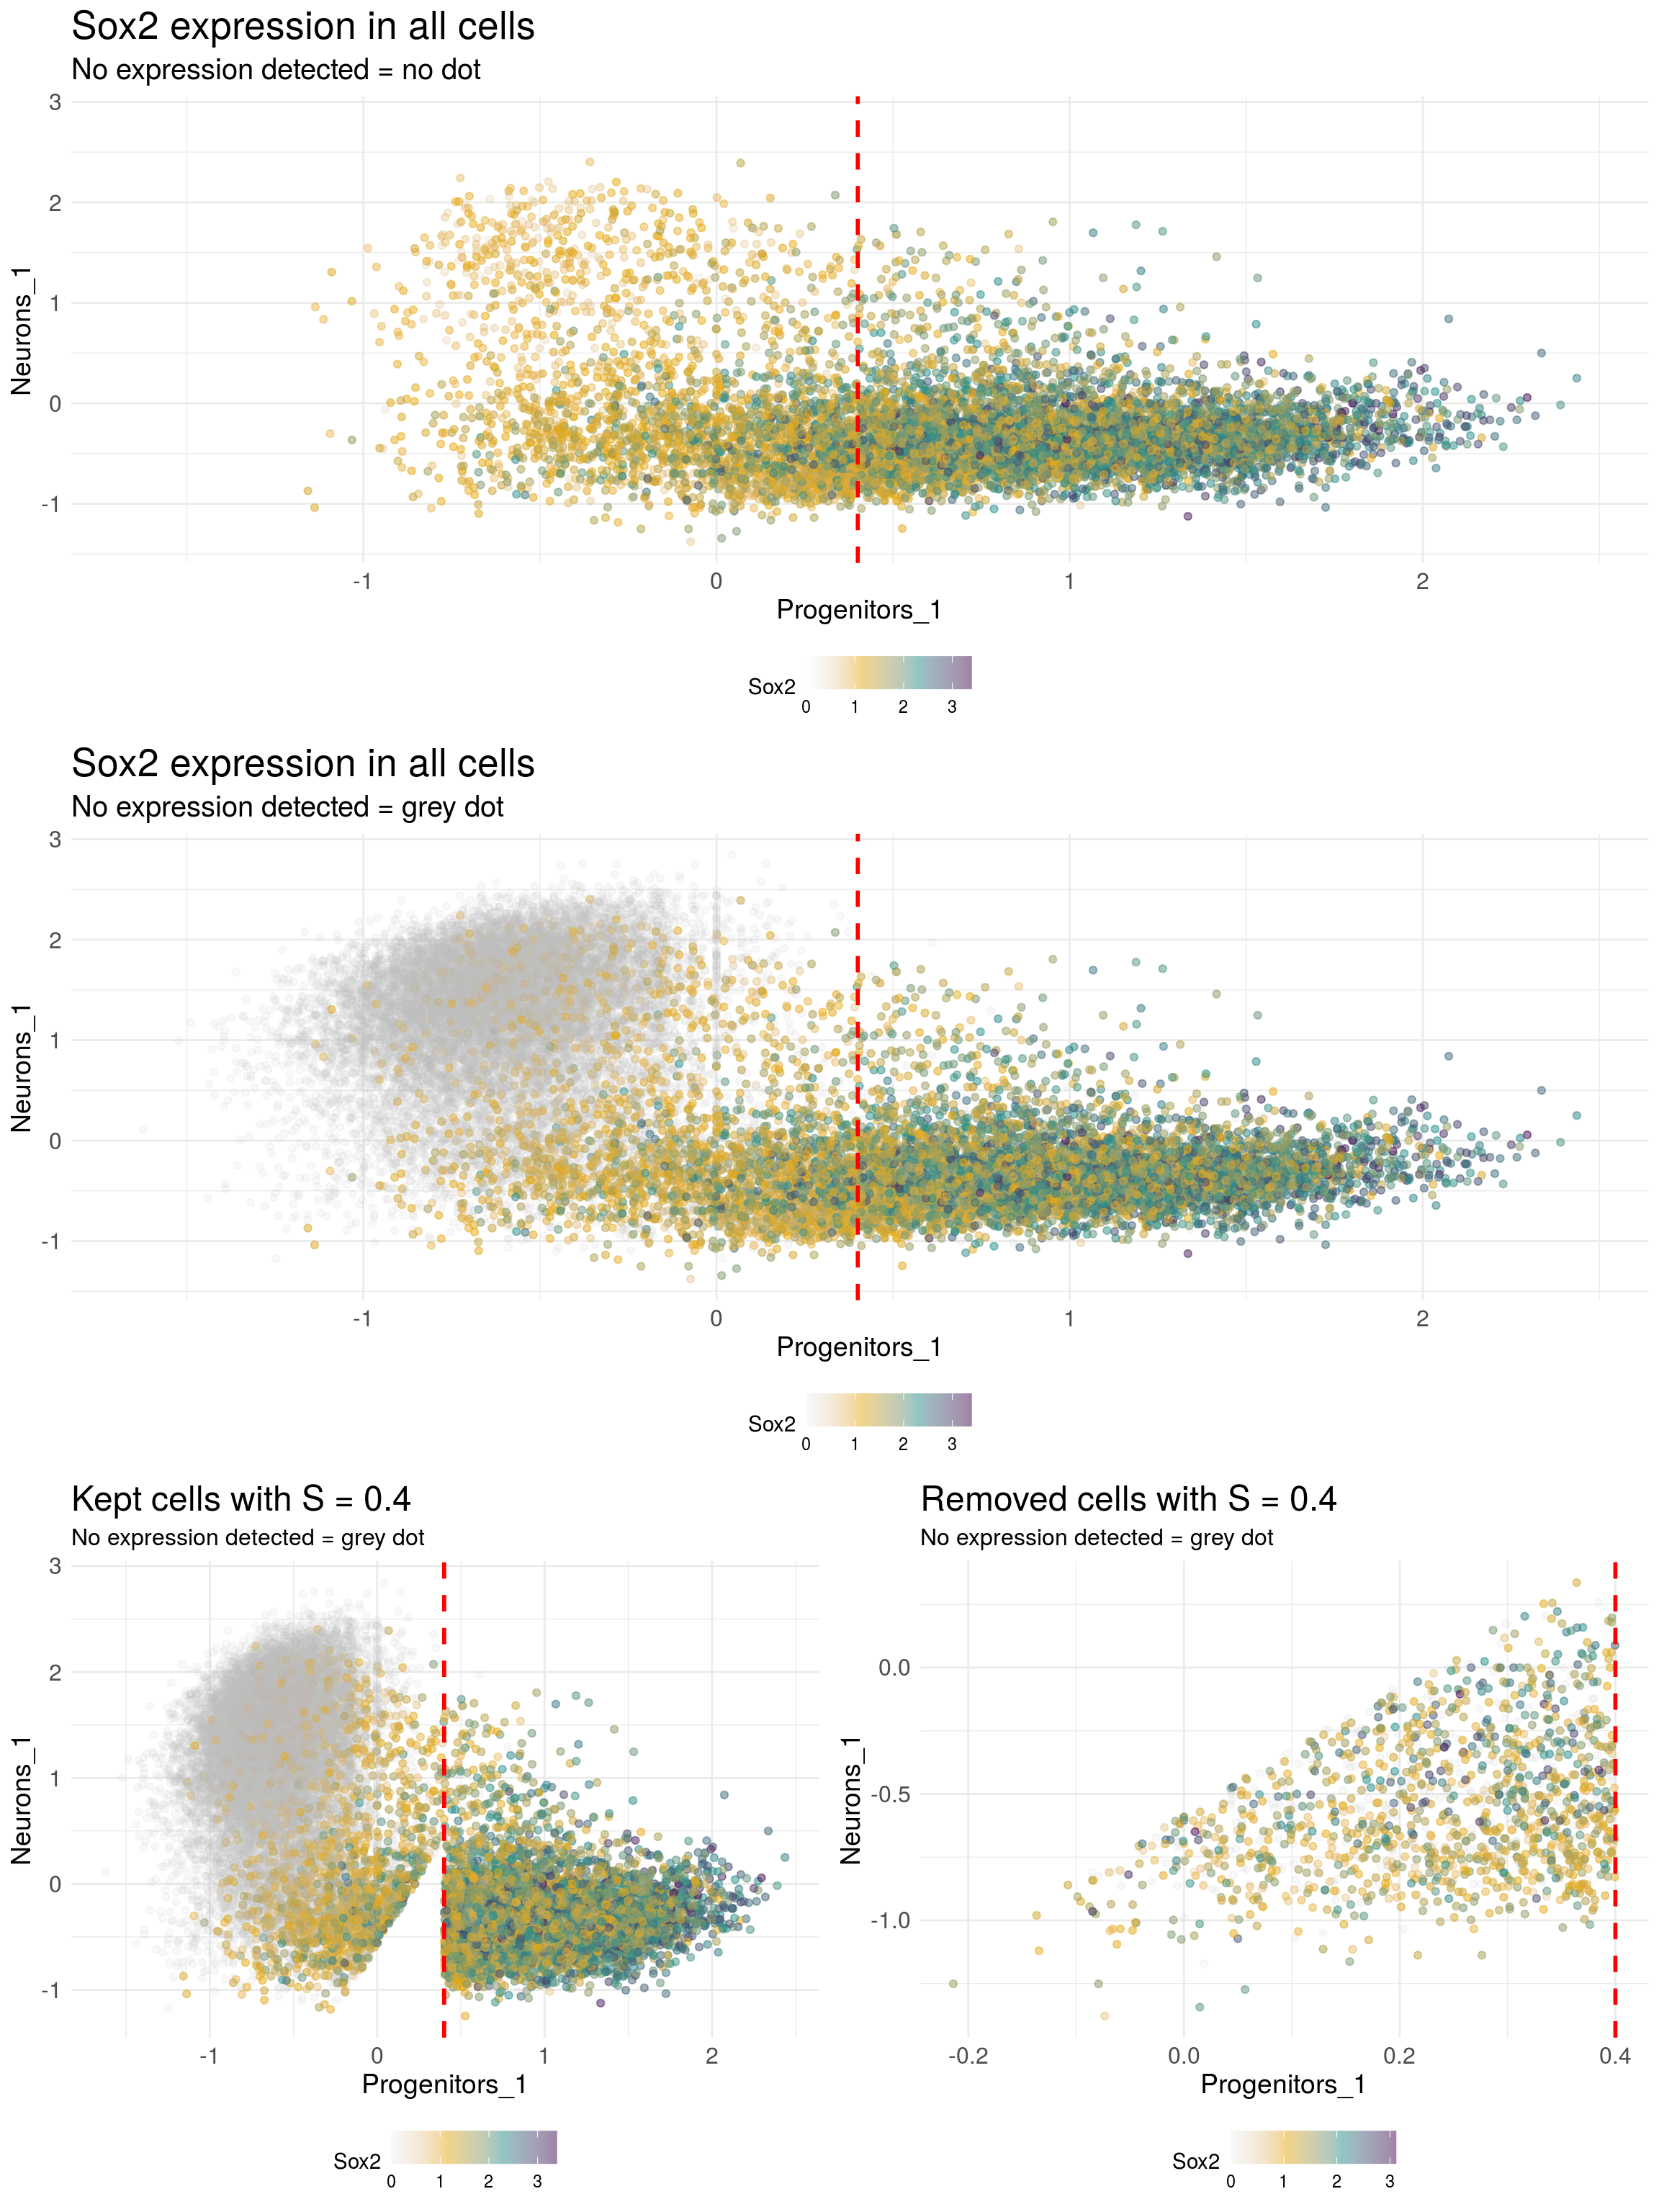 Sox2 expression in all cells
No expression detected = no dot
3
2
1
0
-1
Neurons_1
-1 0 1 2
Progenitors_1
Sox2
0 1 2 3
Sox2 expression in all cells
No expression detected = grey dot
3
2
1
0
-1
Neurons_1
-1 0 1 2
Progenitors_1
Sox2
0 1 2 3
Kept cells with S = 0.4
No expression detected = grey dot
3
2
1
0
-1
Neurons_1
-1 0 1 2
Progenitors_1
Sox2
0 1 2 3
Removed cells with S = 0.4
No expression detected = grey dot
0.0
-0.5
-1.0
Neurons_1
-0.2 0.0 0.2 0.4
Progenitors_1
Sox2
0 1 2 3